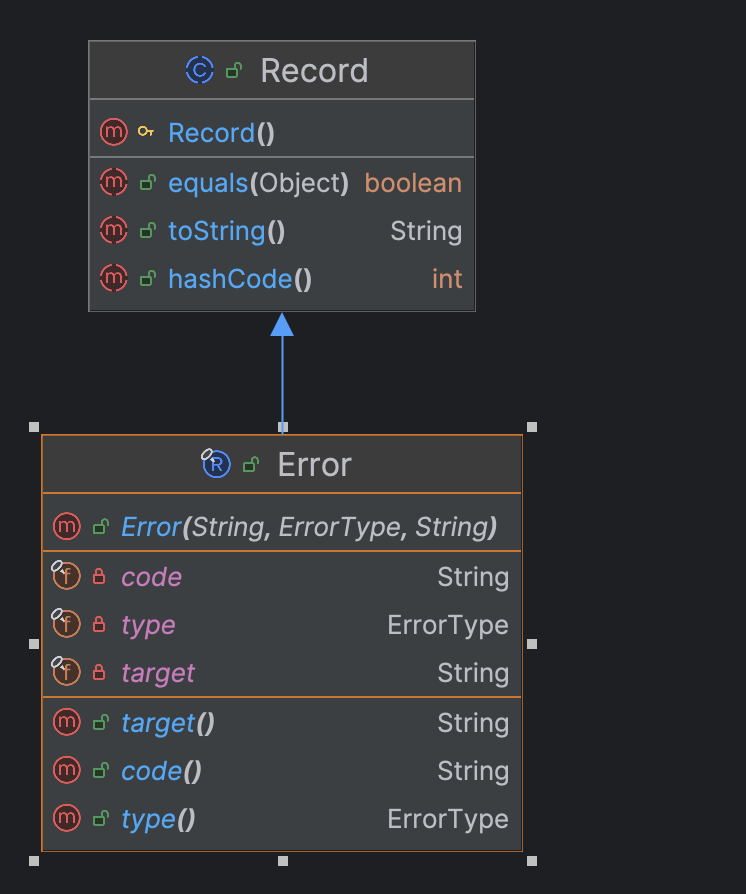 C Record
m Record()
m equals(Object) boolean
m toString() String
m hashCode() int
R Error
m Error(String, ErrorType, String)
f code String
f type ErrorType
f target String
m target() String
m code() String
m type() ErrorType